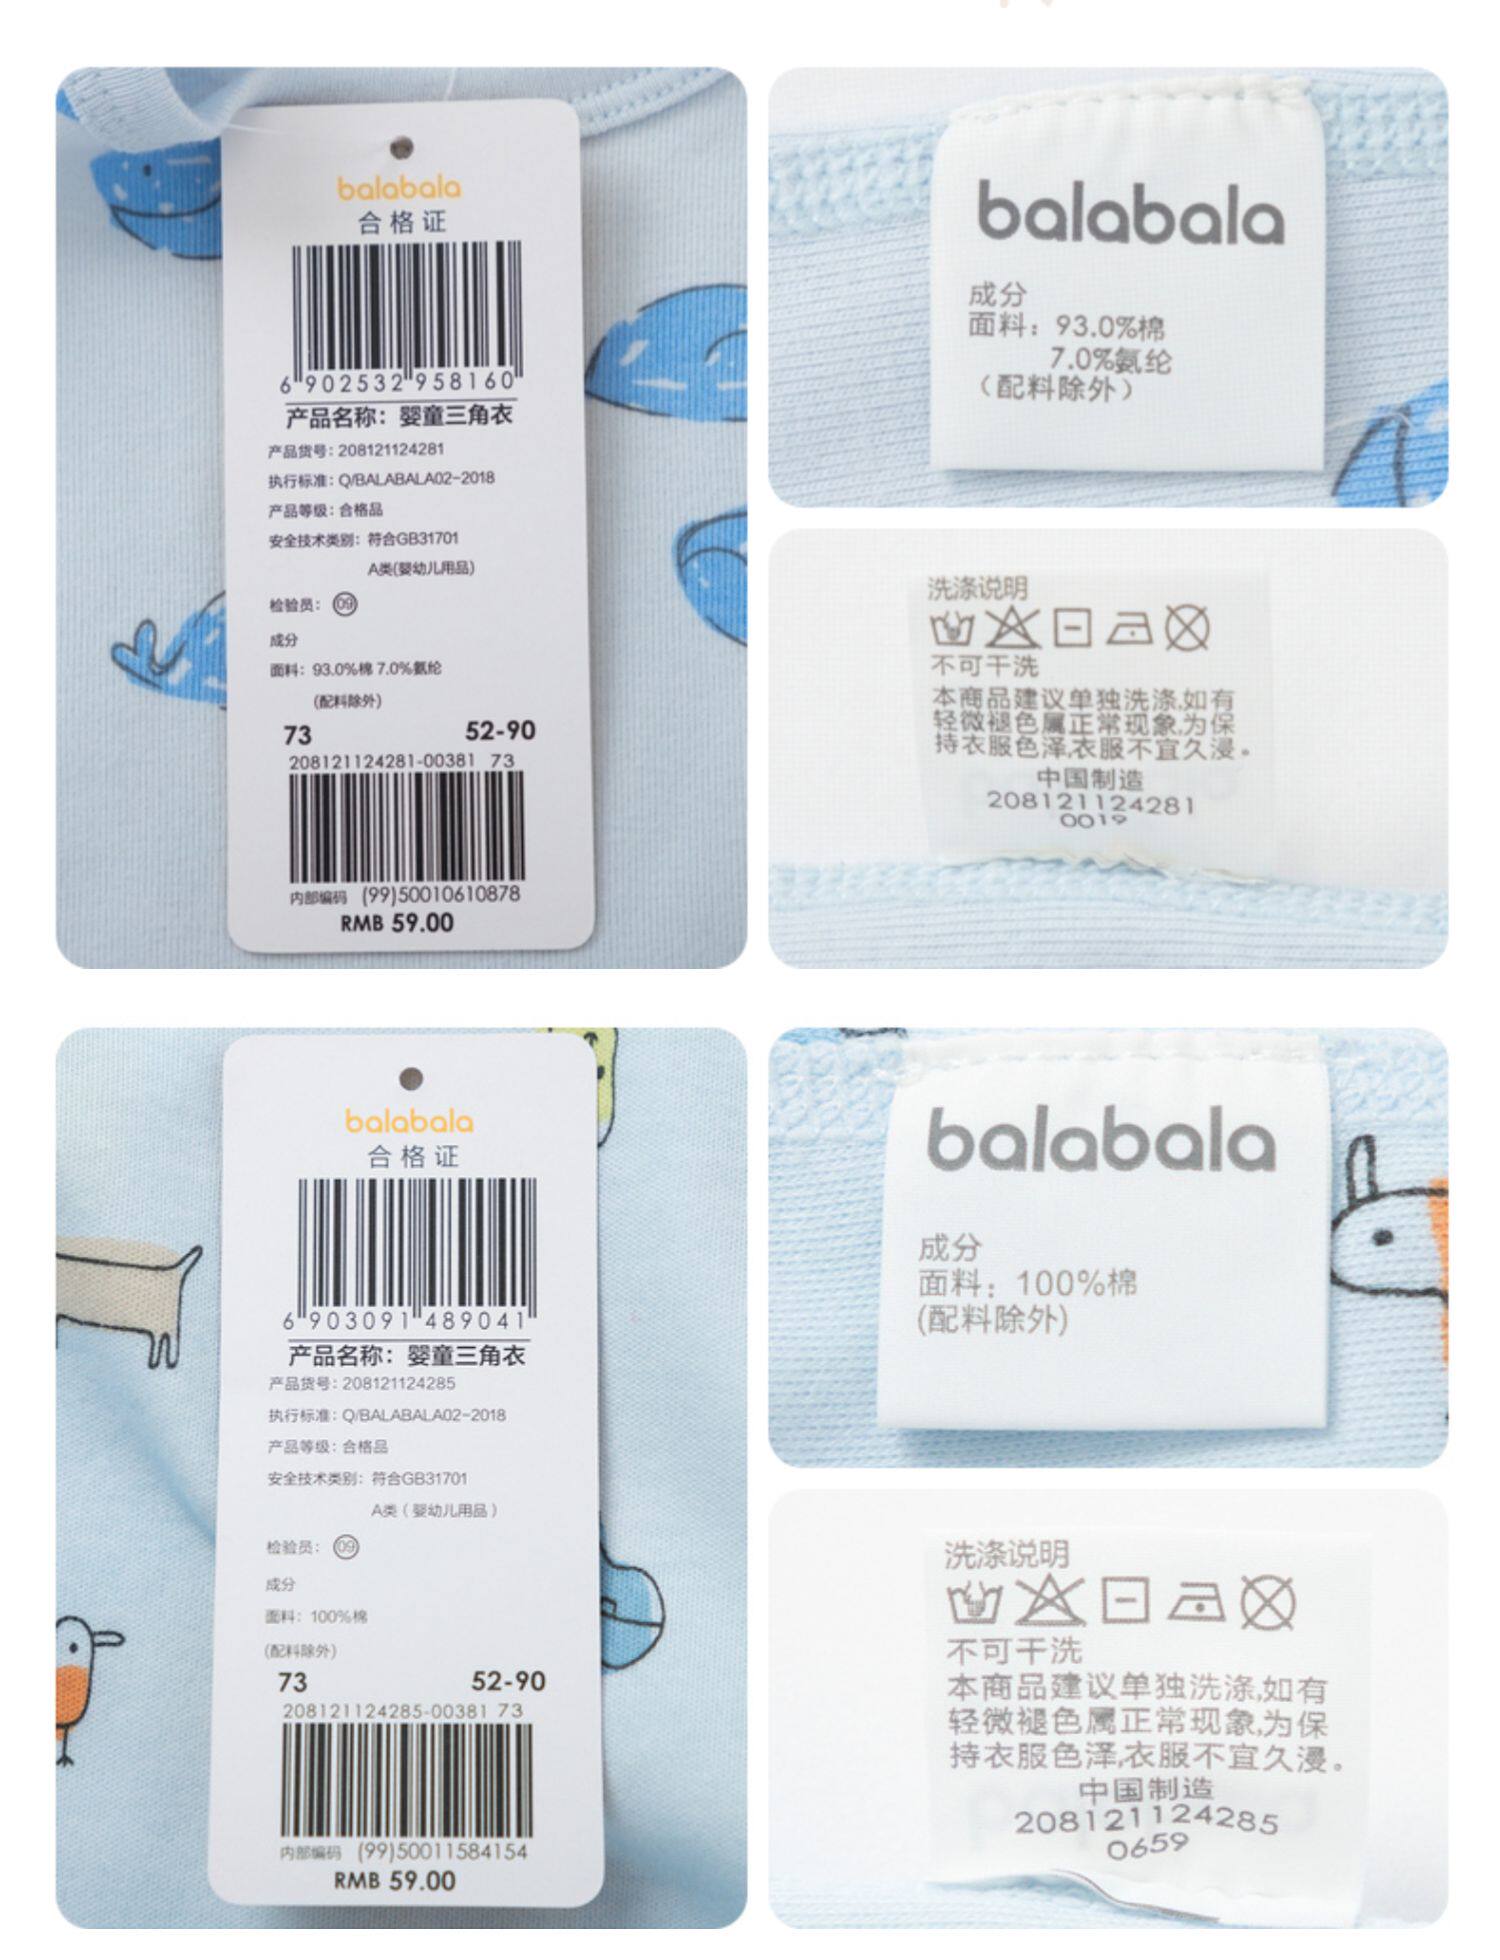 balabala
合格证
6 902532 958160
产品名称：婴童三角衣
产品货号：208121124281
执行标准：Q/BALABALA02-2018
产品等级：合格品
安全技术类别：符合GB31701
A类(婴幼儿用品)
检验员：09
成分
面料：93.0%棉 7.0%氨纶
(配料除外)
73 52-90
208121124281-00381 73
内部编码 (99)50010610878
RMB 59.00
balabala
成分
面料：93.0%棉
7.0%氨纶
（配料除外）
洗涤说明
不可干洗
本商品建议单独洗涤,如有
轻微褪色属正常现象,为保
持衣服色泽,衣服不宜久浸。
中国制造
208121124281
0019
balabala
合格证
6 903091 489041
产品名称：婴童三角衣
产品货号：208121124285
执行标准：Q/BALABALA02-2018
产品等级：合格品
安全技术类别：符合GB31701
A类（婴幼儿用品）
检验员：09
成分
面料：100%棉
(配料除外)
73 52-90
208121124285-00381 73
内部编码 (99)50011584154
RMB 59.00
balabala
成分
面料：100%棉
(配料除外)
洗涤说明
不可干洗
本商品建议单独洗涤,如有
轻微褪色属正常现象,为保
持衣服色泽,衣服不宜久浸。
中国制造
208121124285
0659